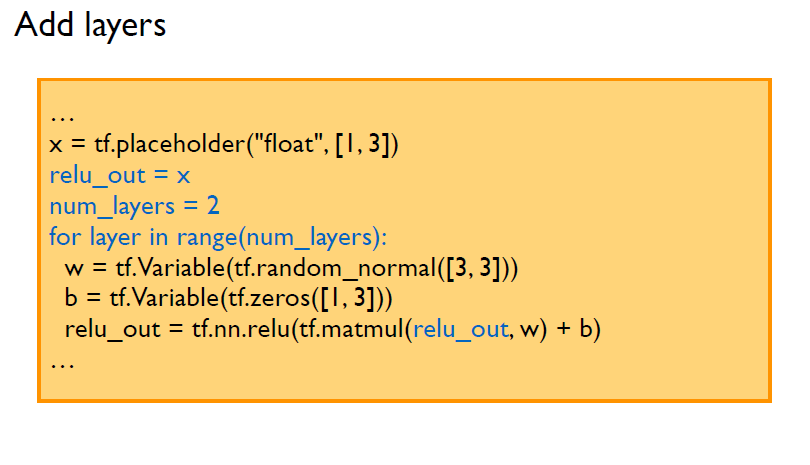 Add layers
…
x = tf.placeholder("float", [1, 3])
relu_out = x
num_layers = 2
for layer in range(num_layers):
  w = tf.Variable(tf.random_normal([3, 3]))
  b = tf.Variable(tf.zeros([1, 3]))
  relu_out = tf.nn.relu(tf.matmul(relu_out, w) + b)
…